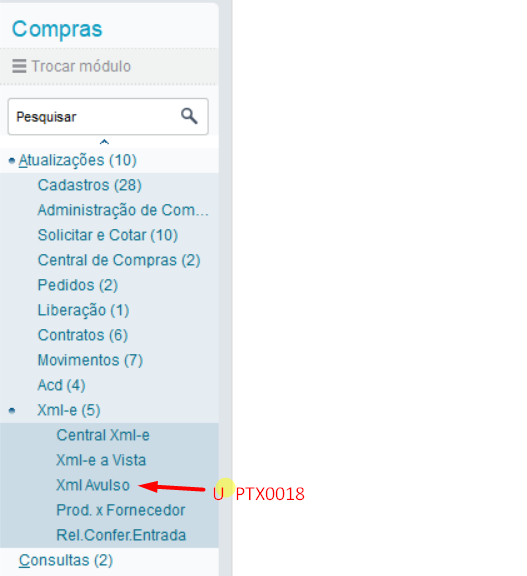 Compras
Trocar módulo
Pesquisar
Atualizações (10)
Cadastros (28)
Administração de Com...
Solicitar e Cotar (10)
Central de Compras (2)
Pedidos (2)
Liberação (1)
Contratos (6)
Movimentos (7)
Acd (4)
Xml-e (5)
Central Xml-e
Xml-e a Vista
Xml Avulso
U_PTX0018
Prod. x Fornecedor
Rel.Confer.Entrada
Consultas (2)